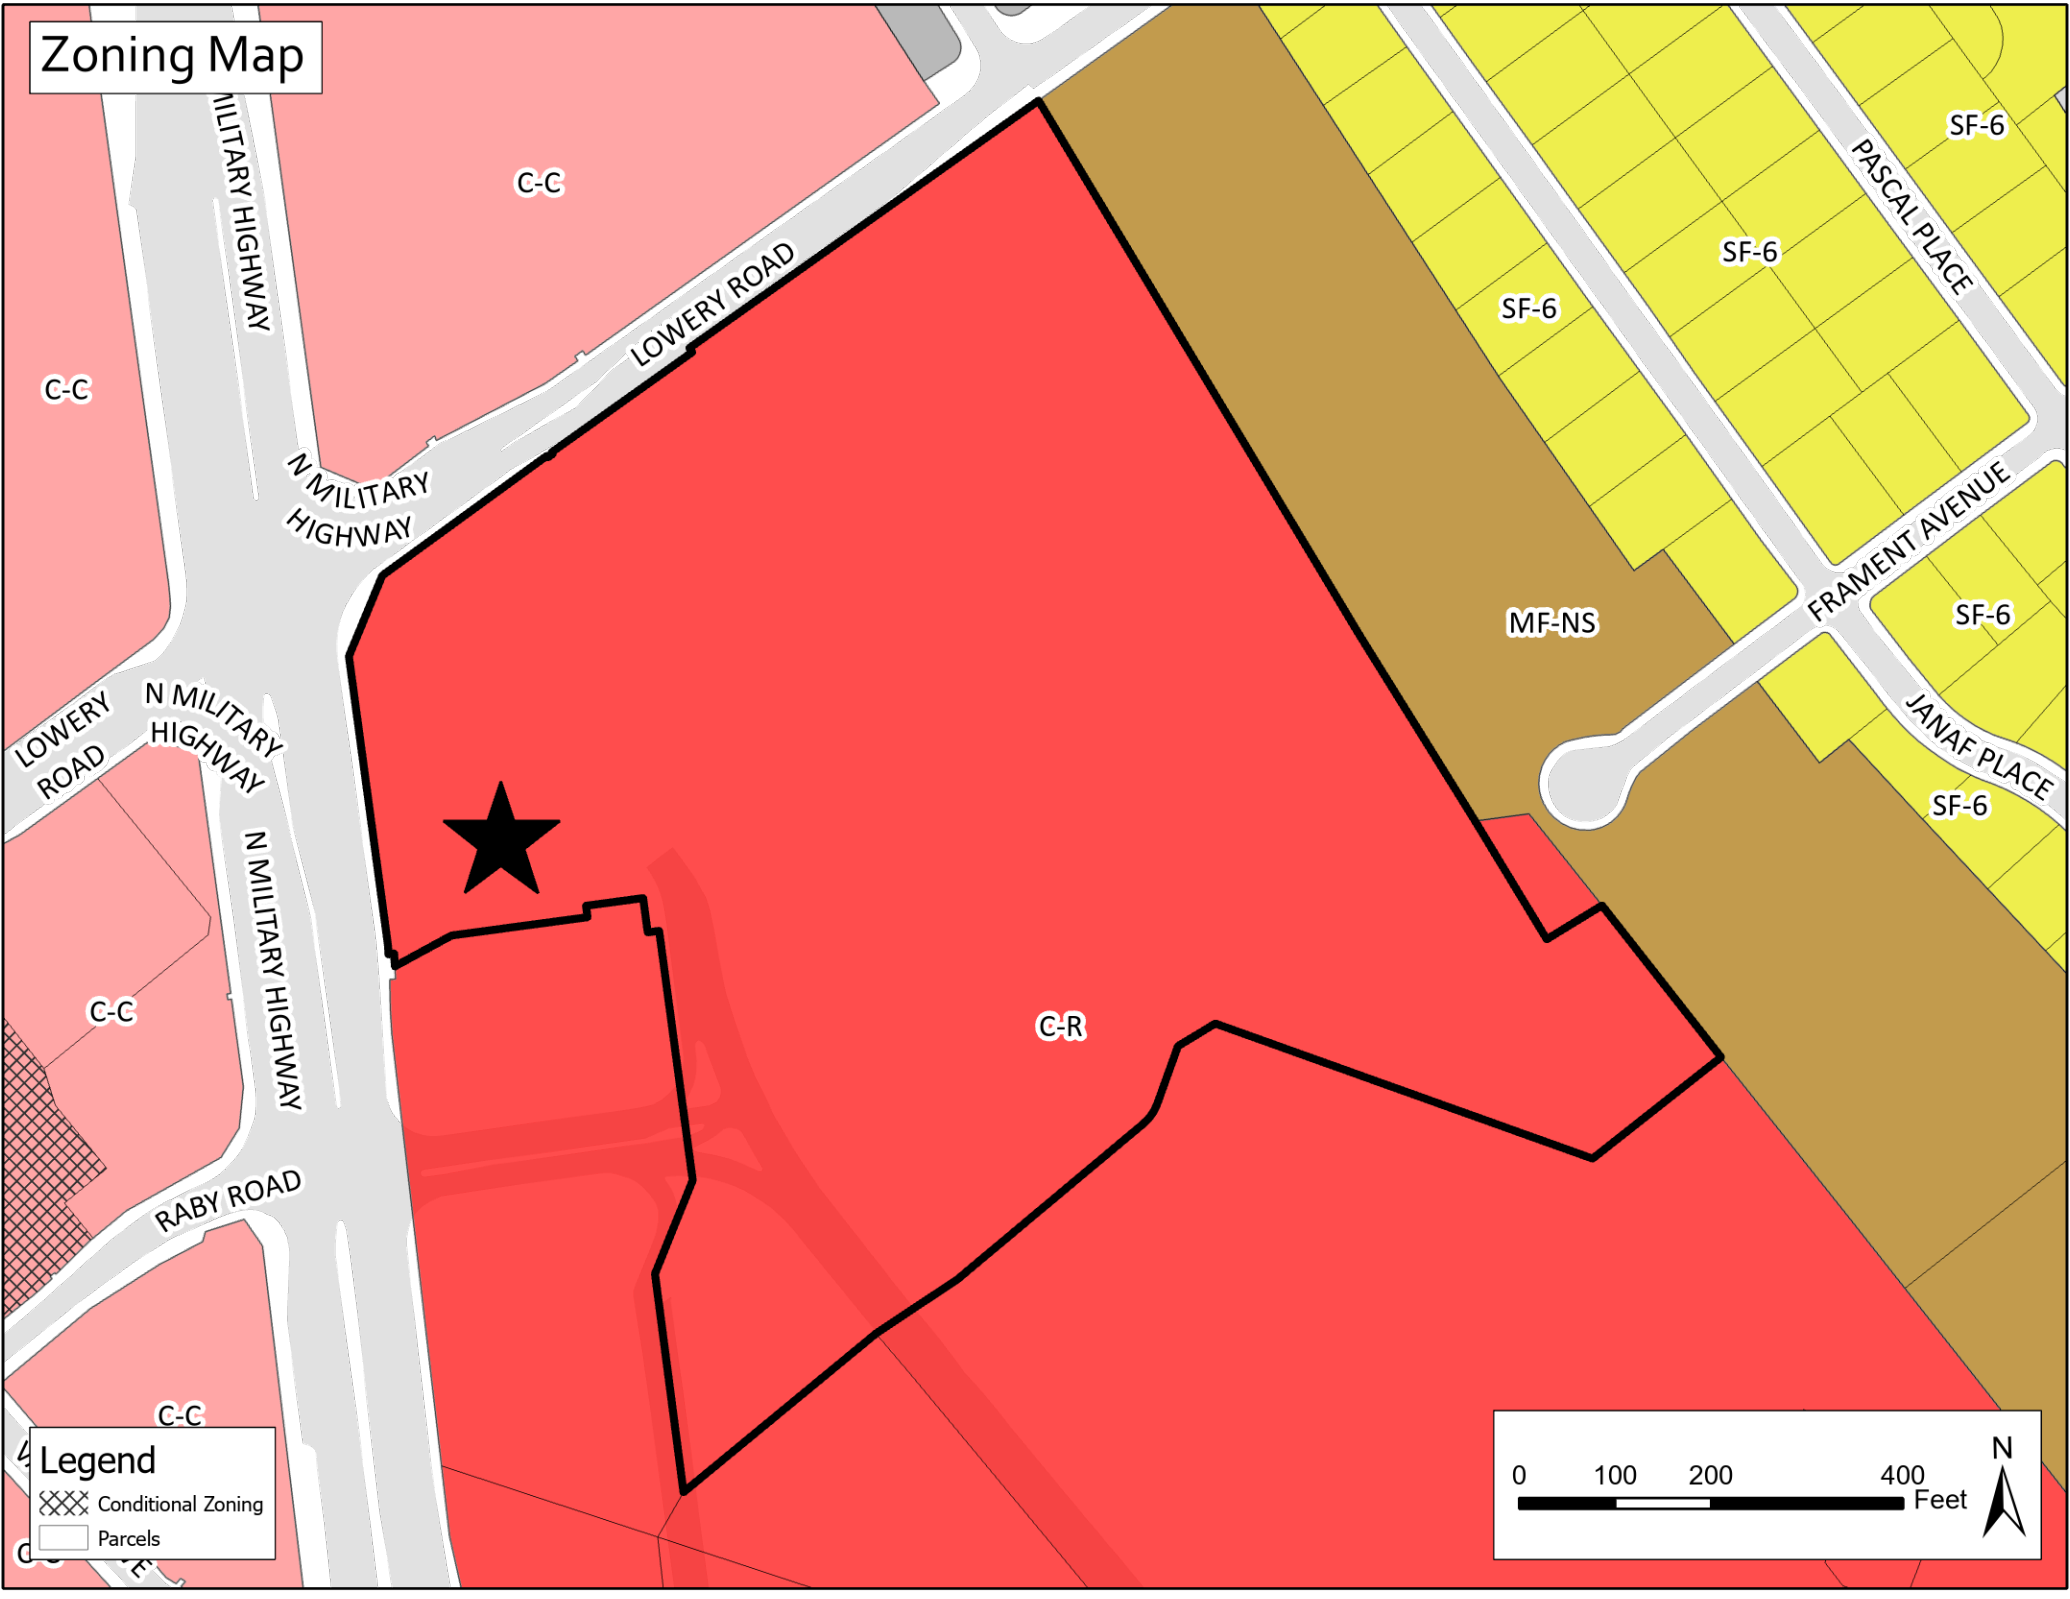 Zoning Map
MILITARY HIGHWAY
C-C
SF-6
PASCAL PLACE
SF-6
LOWERY ROAD
SF-6
C-C
N MILITARY
HIGHWAY
FRAMENT AVENUE
MF-NS
SF-6
N MILITARY
HIGHWAY
LOWERY
ROAD
JANAF PLACE
SF-6
N MILITARY HIGHWAY
C-C
C-R
RABY ROAD
C-C
Legend
Conditional Zoning
Parcels
N
0 100 200 400
Feet